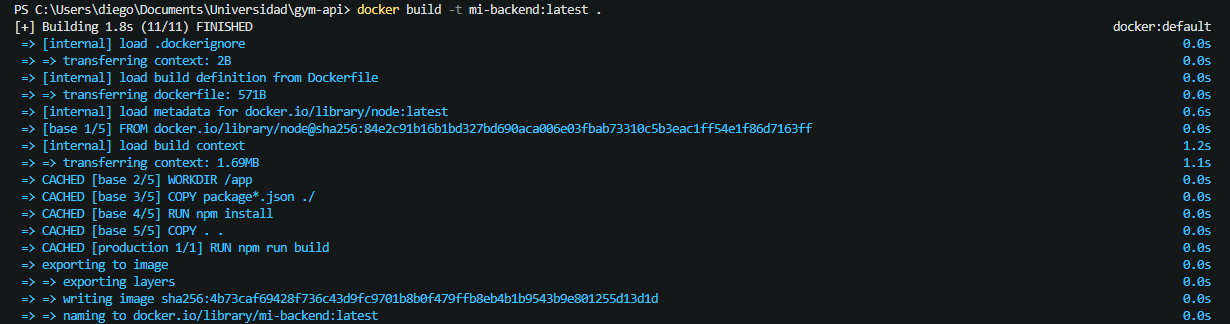 PS C:\Users\diego\Documents\Universidad\gym-api> docker build -t mi-backend:latest .
[+] Building 1.8s (11/11) FINISHED docker:default
=> [internal] load .dockerignore 0.0s
=> => transferring context: 2B 0.0s
=> [internal] load build definition from Dockerfile 0.0s
=> => transferring dockerfile: 571B 0.0s
=> [internal] load metadata for docker.io/library/node:latest 0.6s
=> [base 1/5] FROM docker.io/library/node@sha256:84e2c91b16b1bd327bd690aca006e03fbab73310c5b3eac1ff54e1f86d7163ff 0.0s
=> [internal] load build context 1.2s
=> => transferring context: 1.69MB 1.1s
=> CACHED [base 2/5] WORKDIR /app 0.0s
=> CACHED [base 3/5] COPY package*.json ./ 0.0s
=> CACHED [base 4/5] RUN npm install 0.0s
=> CACHED [base 5/5] COPY . . 0.0s
=> CACHED [production 1/1] RUN npm run build 0.0s
=> exporting to image 0.0s
=> => exporting layers 0.0s
=> => writing image sha256:4b73caf69428f736c43d9fc9701b8b0f479ffb8eb4b1b9543b9e801255d13d1d 0.0s
=> => naming to docker.io/library/mi-backend:latest 0.0s